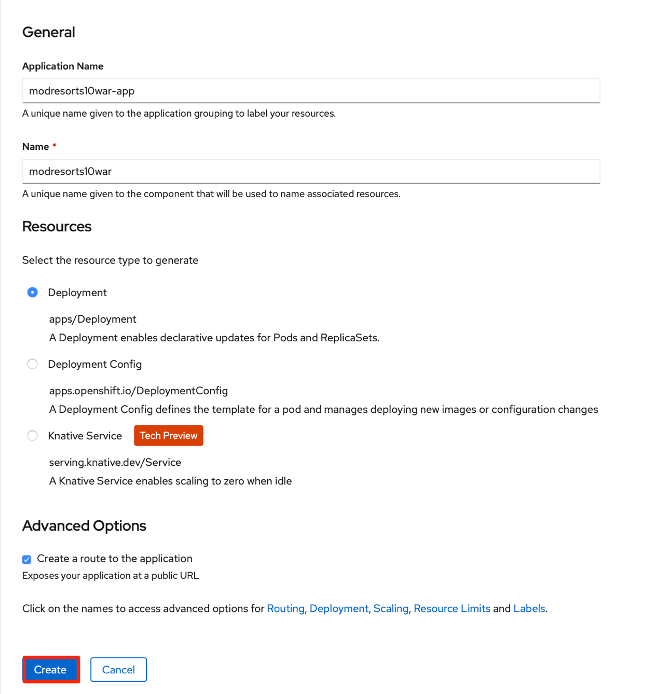 General
Application Name
modresorts10war-app
A unique name given to the application grouping to label your resources.
Name *
modresorts10war
A unique name given to the component that will be used to name associated resources.
Resources
Select the resource type to generate
Deployment
apps/Deployment
A Deployment enables declarative updates for Pods and ReplicaSets.
Deployment Config
apps.openshift.io/DeploymentConfig
A Deployment Config defines the template for a pod and manages deploying new images or configuration changes
Knative Service Tech Preview
serving.knative.dev/Service
A Knative Service enables scaling to zero when idle
Advanced Options
Create a route to the application
Exposes your application at a public URL
Click on the names to access advanced options for Routing, Deployment, Scaling, Resource Limits and Labels.
Create Cancel